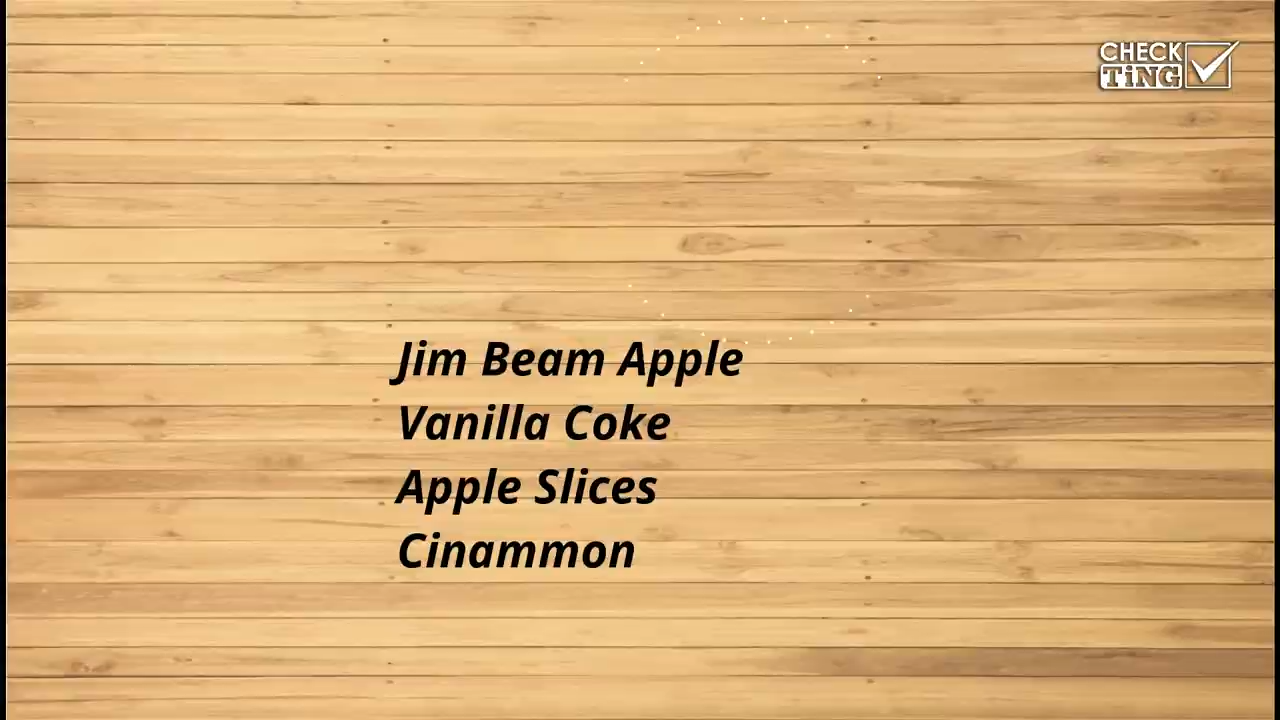 CHECK
TiNG
Jim Beam Apple
Vanilla Coke
Apple Slices
Cinammon